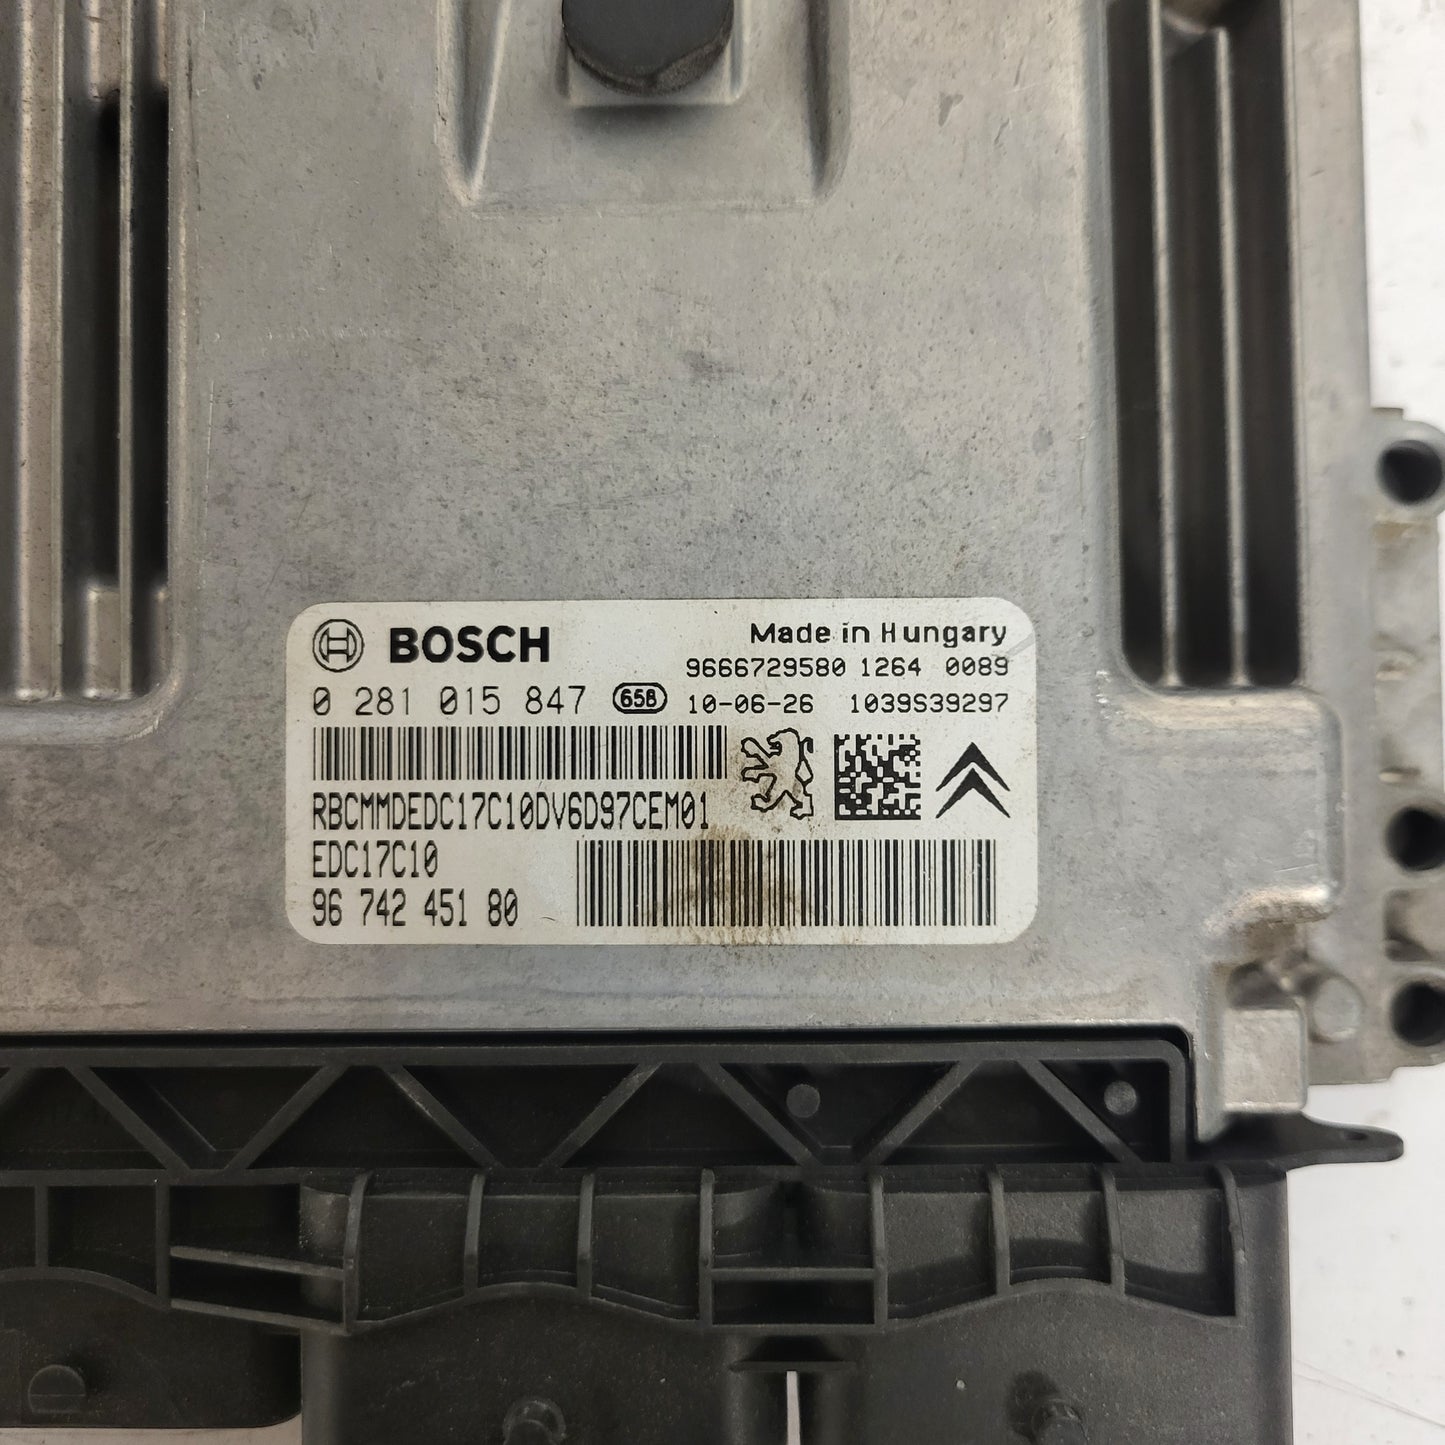 BOSCH
Made in Hungary
9666729580 1264 0089
0 281 015 847 658 10-06-26 1039S39297
RBCMMDEDC17C10DV6D97CEM01
EDC17C10
96 742 451 80